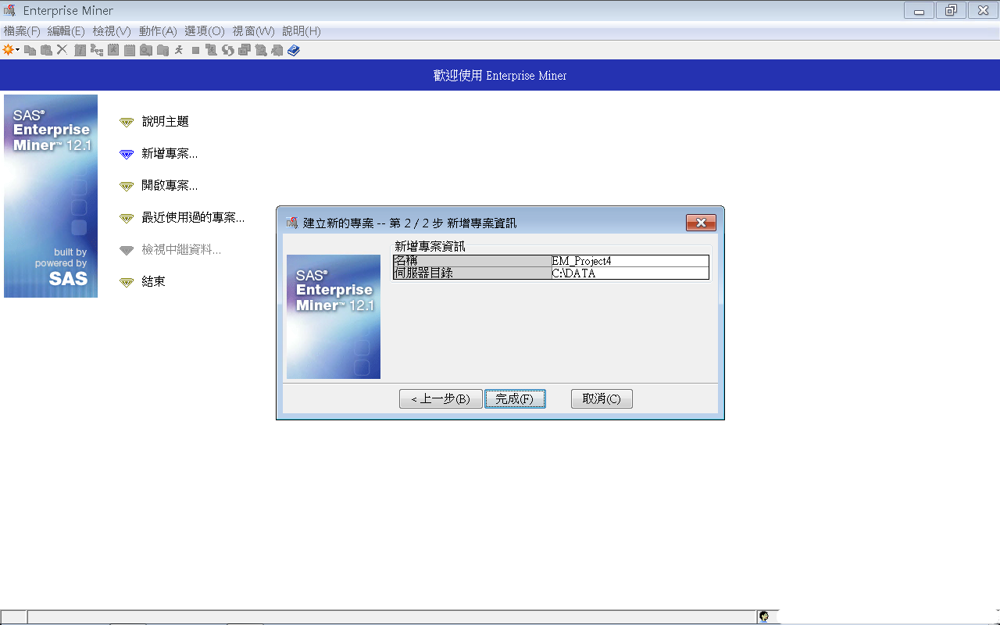 Enterprise Miner
檔案(F) 編輯(E) 檢視(V) 動作(A) 選項(O) 視窗(W) 說明(H)
歡迎使用 Enterprise Miner
SAS®
Enterprise
Miner™ 12.1
built by
powered by
SAS
說明主題
新增專案...
開啟專案...
最近使用過的專案...
檢視中繼資料...
結束
建立新的專案 -- 第 2 / 2 步 新增專案資訊
SAS®
Enterprise
Miner™ 12.1
新增專案資訊
名稱 EM_Project4
伺服器目錄 C:\DATA
< 上一步(B) 完成(F) 取消(C)